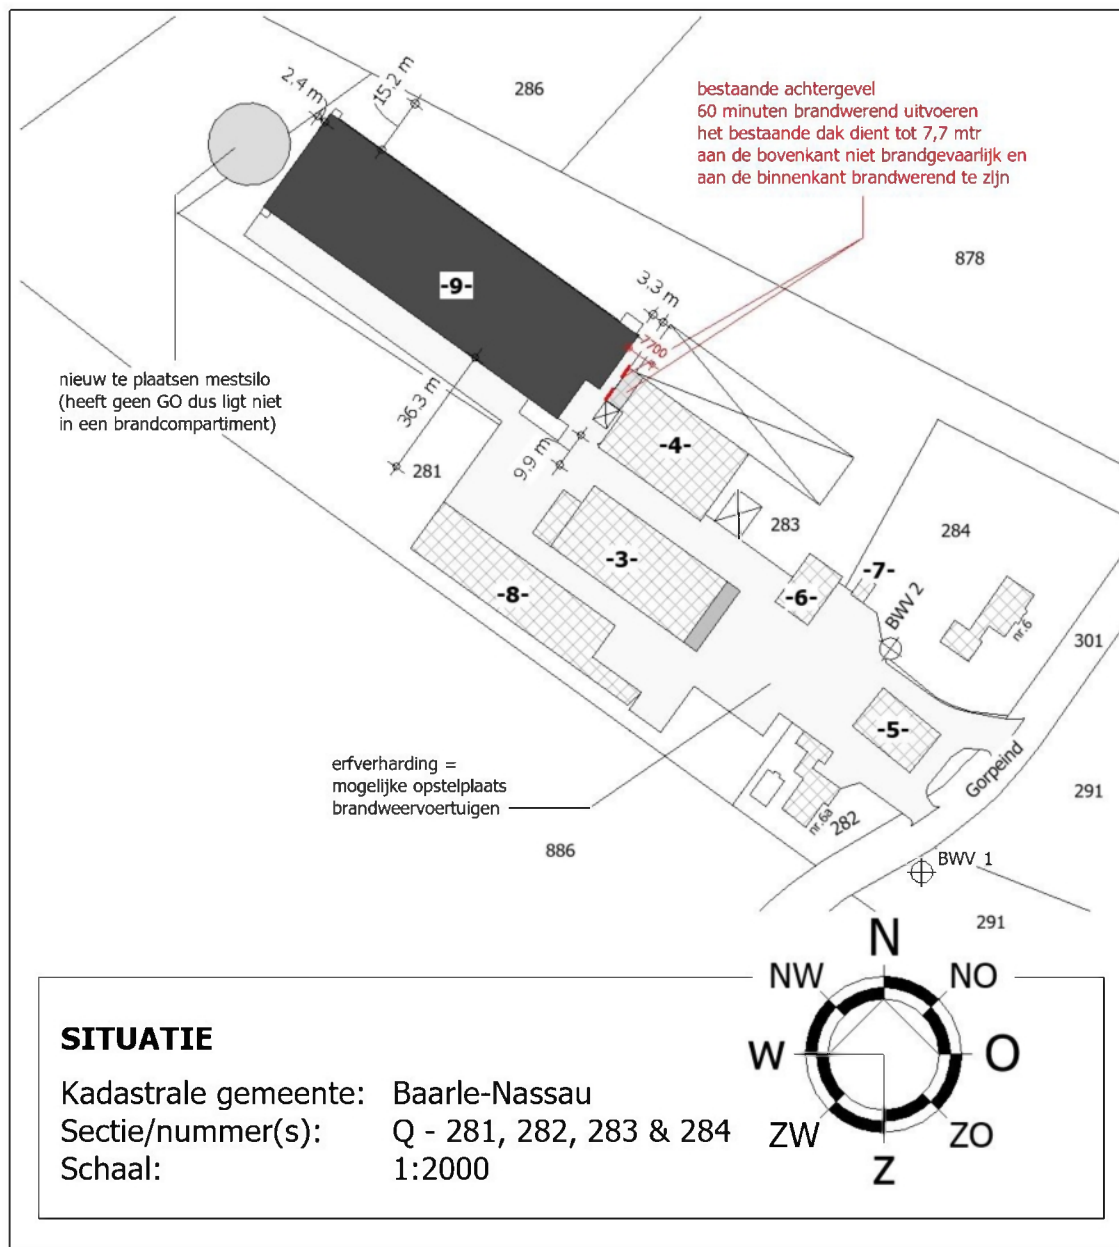 2.4 m
15.2 m
286
bestaande achtergevel
60 minuten brandwerend uitvoeren
het bestaande dak dient tot 7,7 mtr
aan de bovenkant niet brandgevaarlijk en
aan de binnenkant brandwerend te zijn
878
-9-
3.3 m
7700
nieuw te plaatsen mestsilo
(heeft geen GO dus ligt niet
in een brandcompartiment)
36.3 m
9.9 m
281
-4-
283
284
-3-
-7-
-6-
-8-
BWV 2
nr.6
301
-5-
erfverharding =
mogelijke opstelplaats
brandweervoertuigen
Gorpeind
291
nr.6a
282
886
BWV 1
291
N
NW
NO
W
O
ZW
ZO
Z
SITUATIE
Kadastrale gemeente: Baarle-Nassau
Sectie/nummer(s): Q - 281, 282, 283 & 284
Schaal: 1:2000